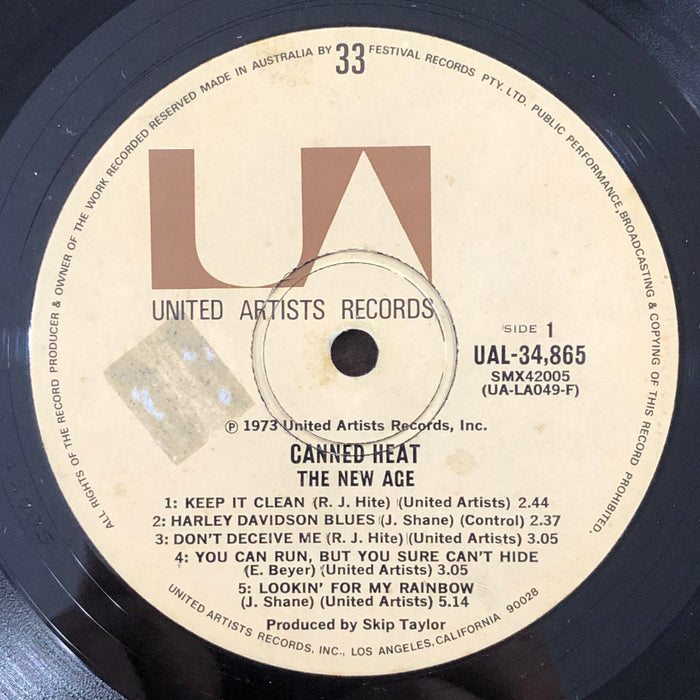 33
MADE IN AUSTRALIA BY FESTIVAL RECORDS PTY. LTD. PUBLIC PERFORMANCE, BROADCASTING & COPYING OF THIS RECORD PROHIBITED.
ALL RIGHTS OF THE RECORD PRODUCER & OWNER OF THE WORK RECORDED RESERVED
UA
UNITED ARTISTS RECORDS
SIDE 1
UAL-34,865
SMX42005
(UA-LA049-F)
℗ 1973 United Artists Records, Inc.
CANNED HEAT
THE NEW AGE
1: KEEP IT CLEAN (R. J. Hite) (United Artists) 2.44
2: HARLEY DAVIDSON BLUES (J. Shane) (Control) 2.37
3: DON'T DECEIVE ME (R. J. Hite) (United Artists) 3.05
4: YOU CAN RUN, BUT YOU SURE CAN'T HIDE
(E. Beyer) (United Artists) 3.05
5: LOOKIN' FOR MY RAINBOW
(J. Shane) (United Artists) 5.14
Produced by Skip Taylor
UNITED ARTISTS RECORDS, INC., LOS ANGELES, CALIFORNIA 90028